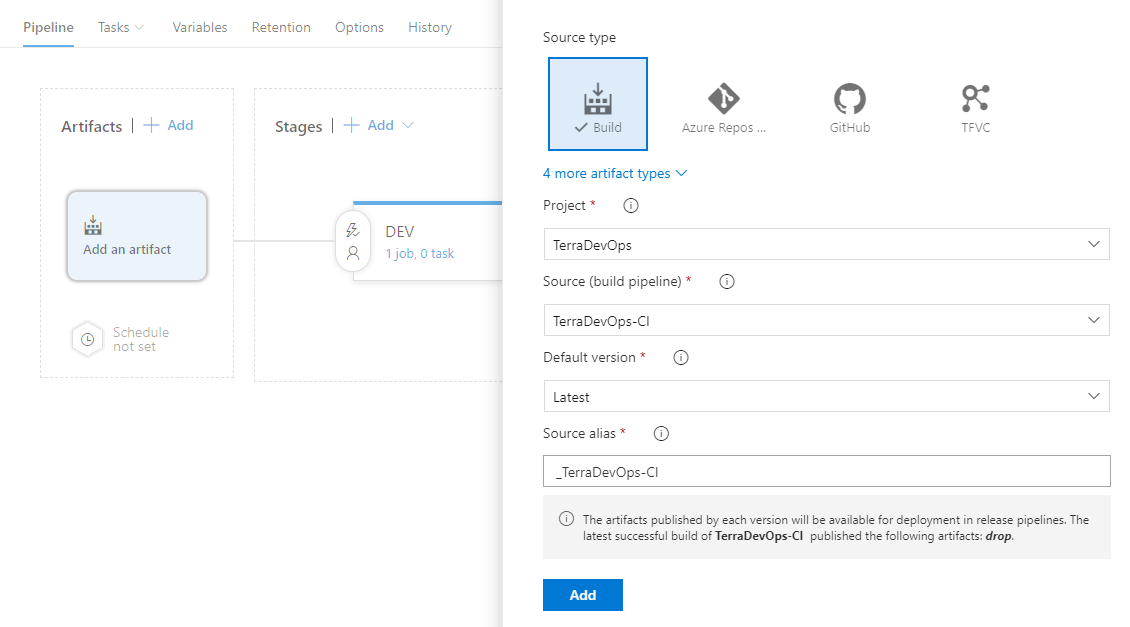 Pipeline Tasks Variables Retention Options History
Artifacts | + Add
Stages | + Add
Add an artifact
DEV
1 job, 0 task
Schedule
not set
Source type
Build
Azure Repos ...
GitHub
TFVC
4 more artifact types
Project *
TerraDevOps
Source (build pipeline) *
TerraDevOps-CI
Default version *
Latest
Source alias *
_TerraDevOps-CI
The artifacts published by each version will be available for deployment in release pipelines. The
latest successful build of TerraDevOps-CI published the following artifacts: drop.
Add